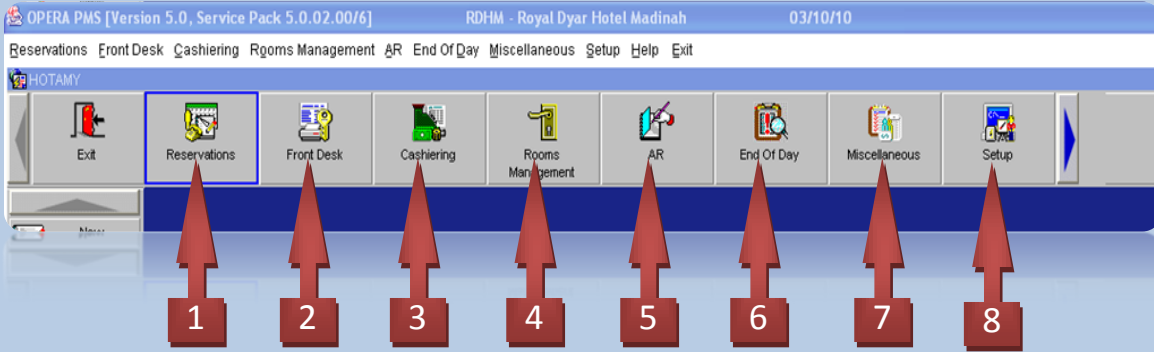 OPERA PMS [Version 5.0, Service Pack 5.0.02.00/6] RDHM - Royal Dyar Hotel Madinah 03/10/10
Reservations Front Desk Cashiering Rooms Management AR End Of Day Miscellaneous Setup Help Exit
HOTAMY
Exit Reservations Front Desk Cashiering Rooms AR End Of Day Miscellaneous Setup
Management
New
1 2 3 4 5 6 7 8